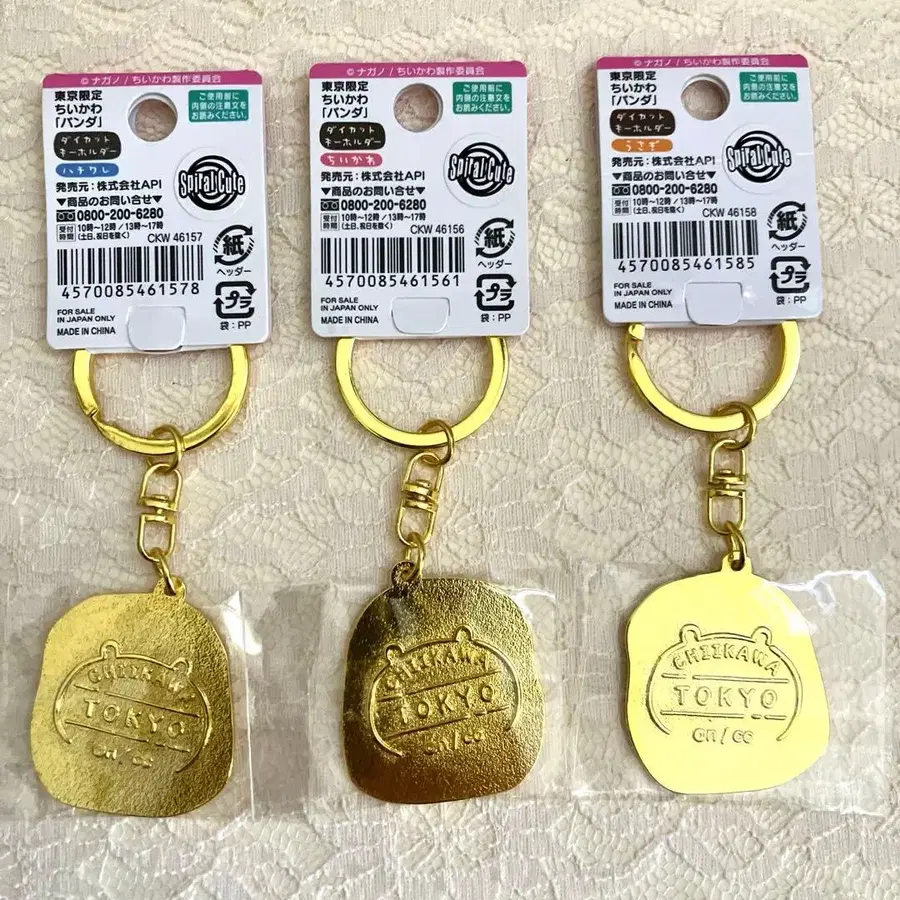 © ナガノ / ちいかわ製作委員会
東京限定
ちいかわ
「パンダ」
ご使用前に
内側の注意文を
お読みください。
ダイカット
キーホルダー
ハチワレ
Spiral Cute
発売元:株式会社API
▼商品のお問い合せ▼
0800-200-6280
受付時間
10時~12時 / 13時~17時
(土日、祝日を除く)
CKW 46157
4570085461578
紙
ヘッダー
プラ
袋:PP
FOR SALE
IN JAPAN ONLY
MADE IN CHINA
© ナガノ / ちいかわ製作委員会
東京限定
ちいかわ
「パンダ」
ご使用前に
内側の注意文を
お読みください。
ダイカット
キーホルダー
ちいかわ
Spiral Cute
発売元:株式会社API
▼商品のお問い合せ▼
0800-200-6280
受付時間
10時~12時 / 13時~17時
(土日、祝日を除く)
CKW 46156
4570085461561
紙
ヘッダー
プラ
袋:PP
FOR SALE
IN JAPAN ONLY
MADE IN CHINA
© ナガノ / ちいかわ製作委員会
東京限定
ちいかわ
「パンダ」
ご使用前に
内側の注意文を
お読みください。
ダイカット
キーホルダー
うさぎ
Spiral Cute
発売元:株式会社API
▼商品のお問い合せ▼
0800-200-6280
受付時間
10時~12時 / 13時~17時
(土日、祝日を除く)
CKW 46158
4570085461585
紙
ヘッダー
プラ
袋:PP
FOR SALE
IN JAPAN ONLY
MADE IN CHINA
CHIIKAWA
TOKYO
CHIIKAWA
TOKYO
CHIIKAWA
TOKYO